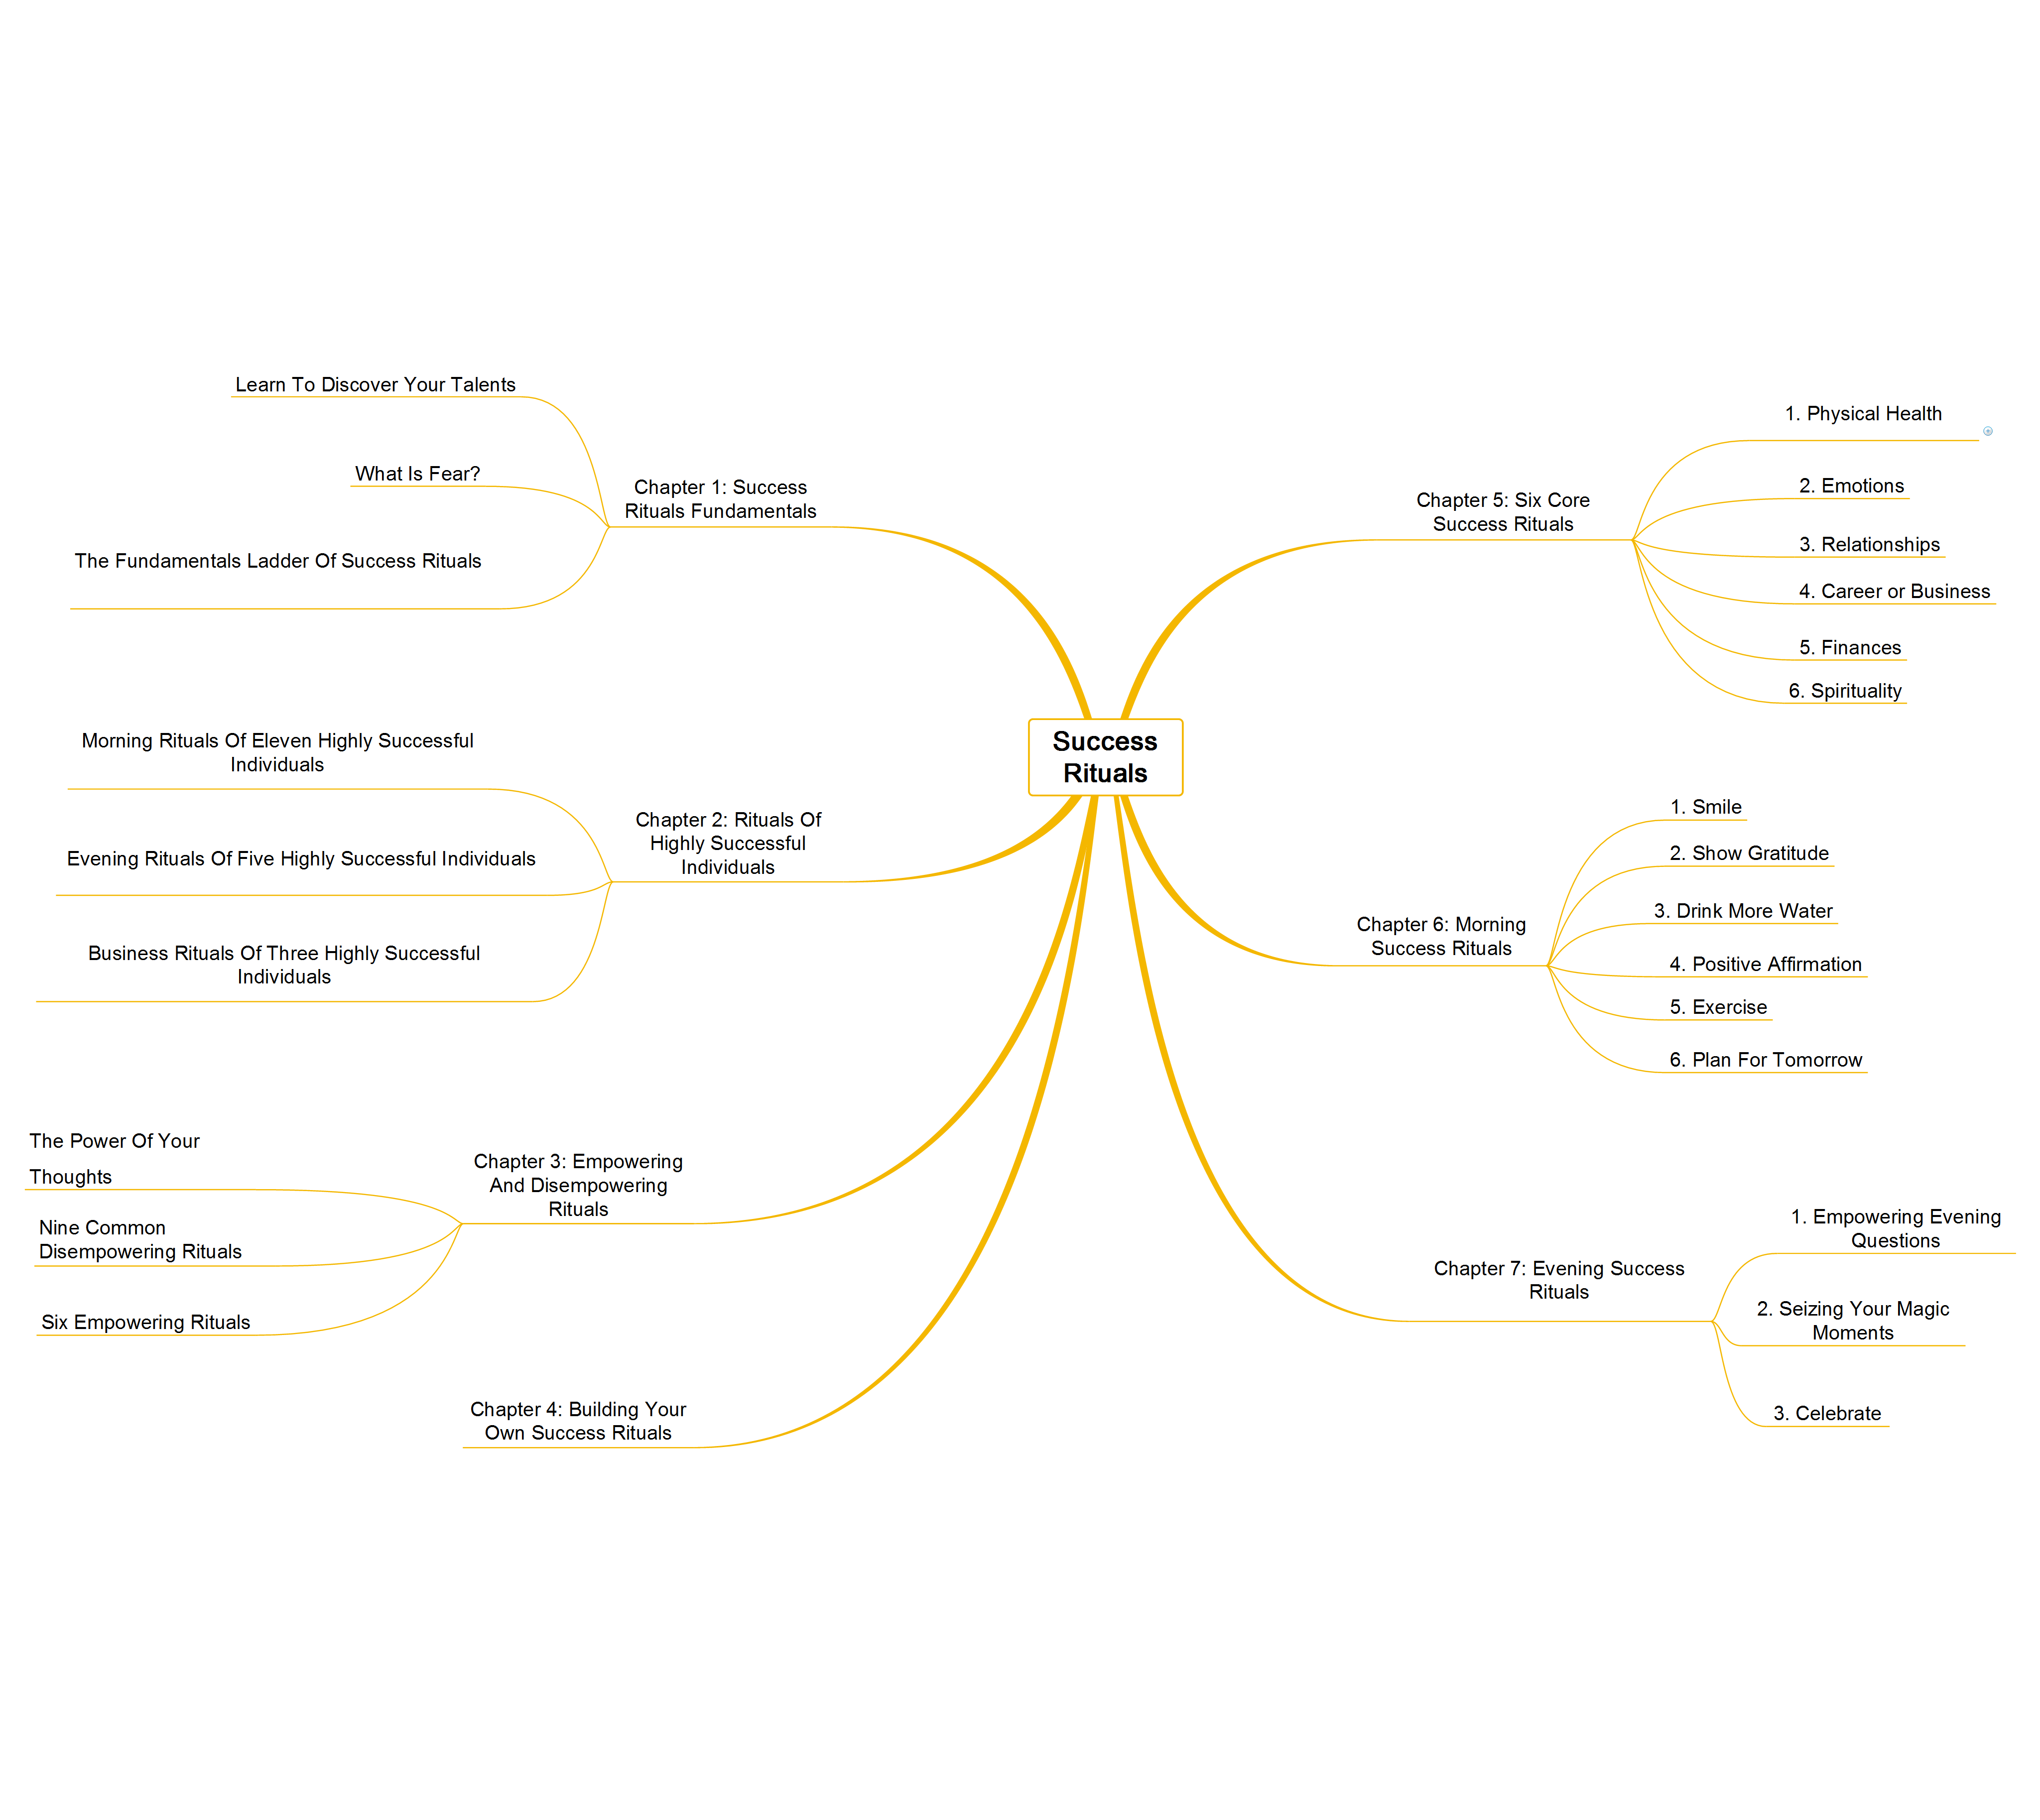 Success
Rituals
Chapter 1: Success
Rituals Fundamentals
Learn To Discover Your Talents
What Is Fear?
The Fundamentals Ladder Of Success Rituals
Chapter 2: Rituals Of
Highly Successful
Individuals
Morning Rituals Of Eleven Highly Successful
Individuals
Evening Rituals Of Five Highly Successful Individuals
Business Rituals Of Three Highly Successful
Individuals
Chapter 3: Empowering
And Disempowering
Rituals
The Power Of Your
Thoughts
Nine Common
Disempowering Rituals
Six Empowering Rituals
Chapter 4: Building Your
Own Success Rituals
Chapter 5: Six Core
Success Rituals
1. Physical Health
2. Emotions
3. Relationships
4. Career or Business
5. Finances
6. Spirituality
Chapter 6: Morning
Success Rituals
1. Smile
2. Show Gratitude
3. Drink More Water
4. Positive Affirmation
5. Exercise
6. Plan For Tomorrow
Chapter 7: Evening Success
Rituals
1. Empowering Evening
Questions
2. Seizing Your Magic
Moments
3. Celebrate